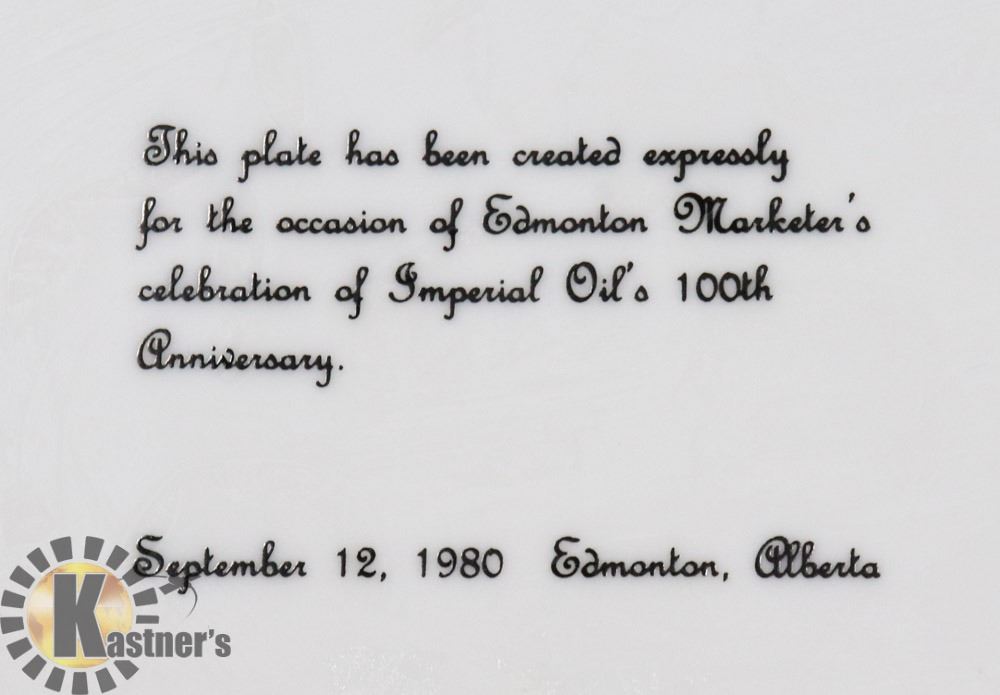 This plate has been created expressly
for the occasion of Edmonton Marketer's
celebration of Imperial Oil's 100th
Anniversary.
September 12, 1980 Edmonton, Alberta
Kastner's